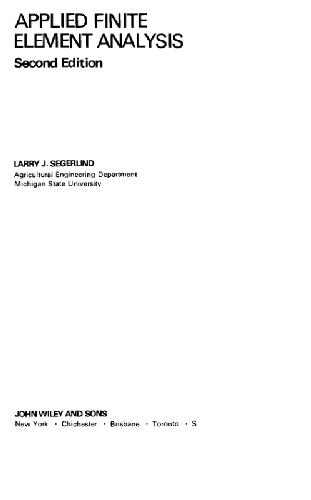 APPLIED FINITE
ELEMENT ANALYSIS
Second Edition
LARRY J. SEGERLIND
Agricultural Engineering Department
Michigan State University
JOHN WILEY AND SONS
New York • Chichester • Brisbane • Toronto • S